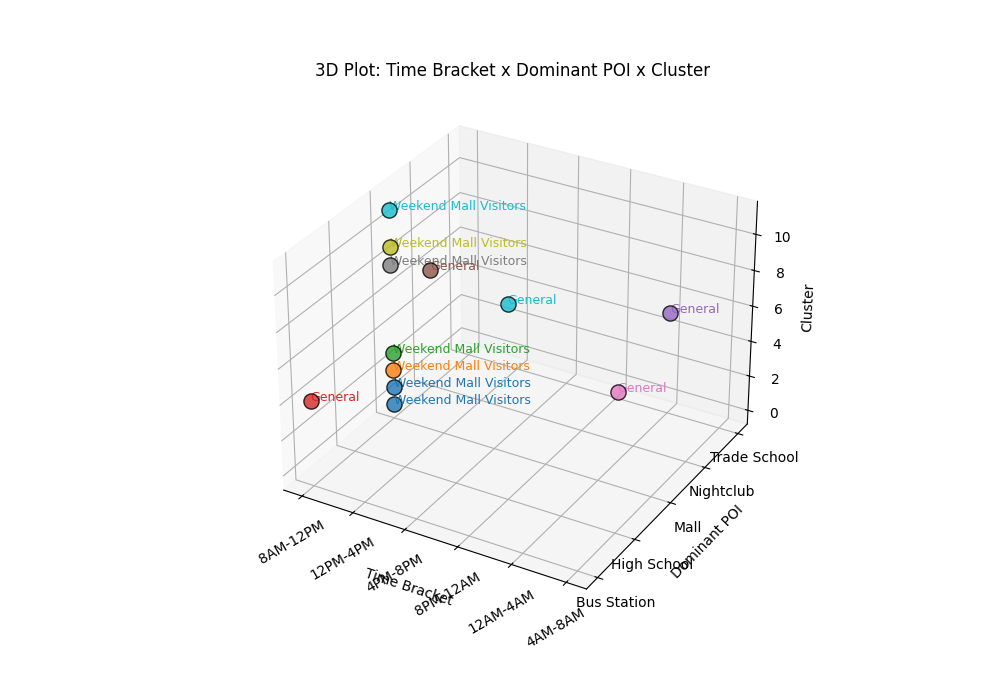 3D Plot: Time Bracket x Dominant POI x Cluster
Weekend Mall Visitors
Weekend Mall Visitors
Weekend Mall Visitors
General
General
General
Weekend Mall Visitors
Weekend Mall Visitors
Weekend Mall Visitors
Weekend Mall Visitors
General
General
10
8
6
4
2
0
Cluster
Trade School
Nightclub
Mall
High School
Bus Station
Dominant POI
8AM-12PM
12PM-4PM
4PM-8PM
8PM-12AM
12AM-4AM
4AM-8AM
Time Bracket